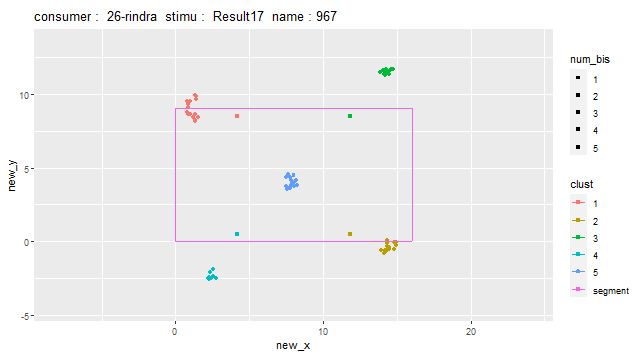 consumer :  26-rindra  stimu :  Result17  name : 967
new_y
10
5
0
-5
0
10
20
new_x
num_bis
1
2
3
4
5
clust
1
2
3
4
5
segment